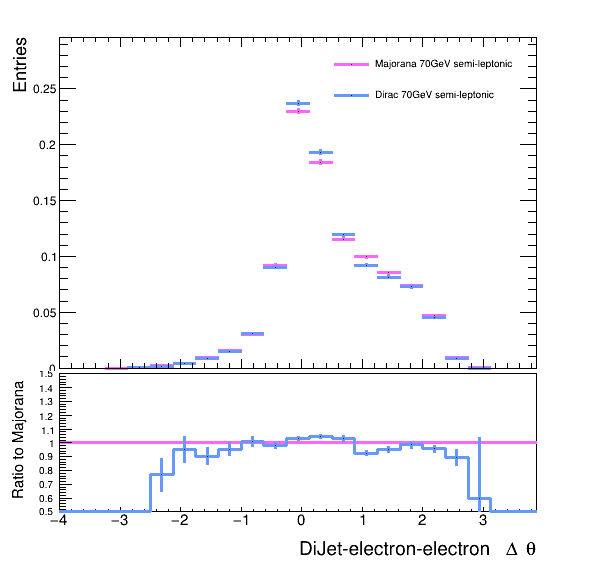 Entries
Majorana 70GeV semi-leptonic
Dirac 70GeV semi-leptonic
0.25
0.2
0.15
0.1
0.05
0
Ratio to Majorana
1.5
1.4
1.3
1.2
1.1
1
0.9
0.8
0.7
0.6
0.5
−4 −3 −2 −1 0 1 2 3
DiJet-electron-electron Δ θ